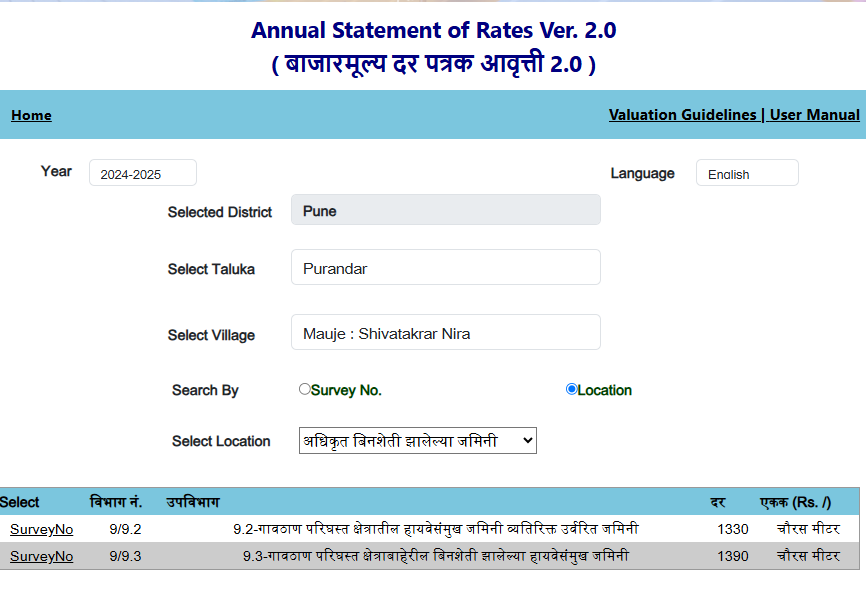 Annual Statement of Rates Ver. 2.0
( बाजारमूल्य दर पत्रक आवृत्ती 2.0 )
Home Valuation Guidelines | User Manual
Year 2024-2025 Language English
Selected District Pune
Select Taluka Purandar
Select Village Mauje : Shivatakrar Nira
Search By Survey No. Location
Select Location अधिकृत बिनशेती झालेल्या जमिनी
Select विभाग नं. उपविभाग दर एकक (Rs. /)
SurveyNo 9/9.2 9.2-गावठाण परिघस्त क्षेत्रातील हायवेसंमुख जमिनी व्यतिरिक्त उर्वरित जमिनी 1330 चौरस मीटर
SurveyNo 9/9.3 9.3-गावठाण परिघस्त क्षेत्राबाहेरील बिनशेती झालेल्या हायवेसंमुख जमिनी 1390 चौरस मीटर